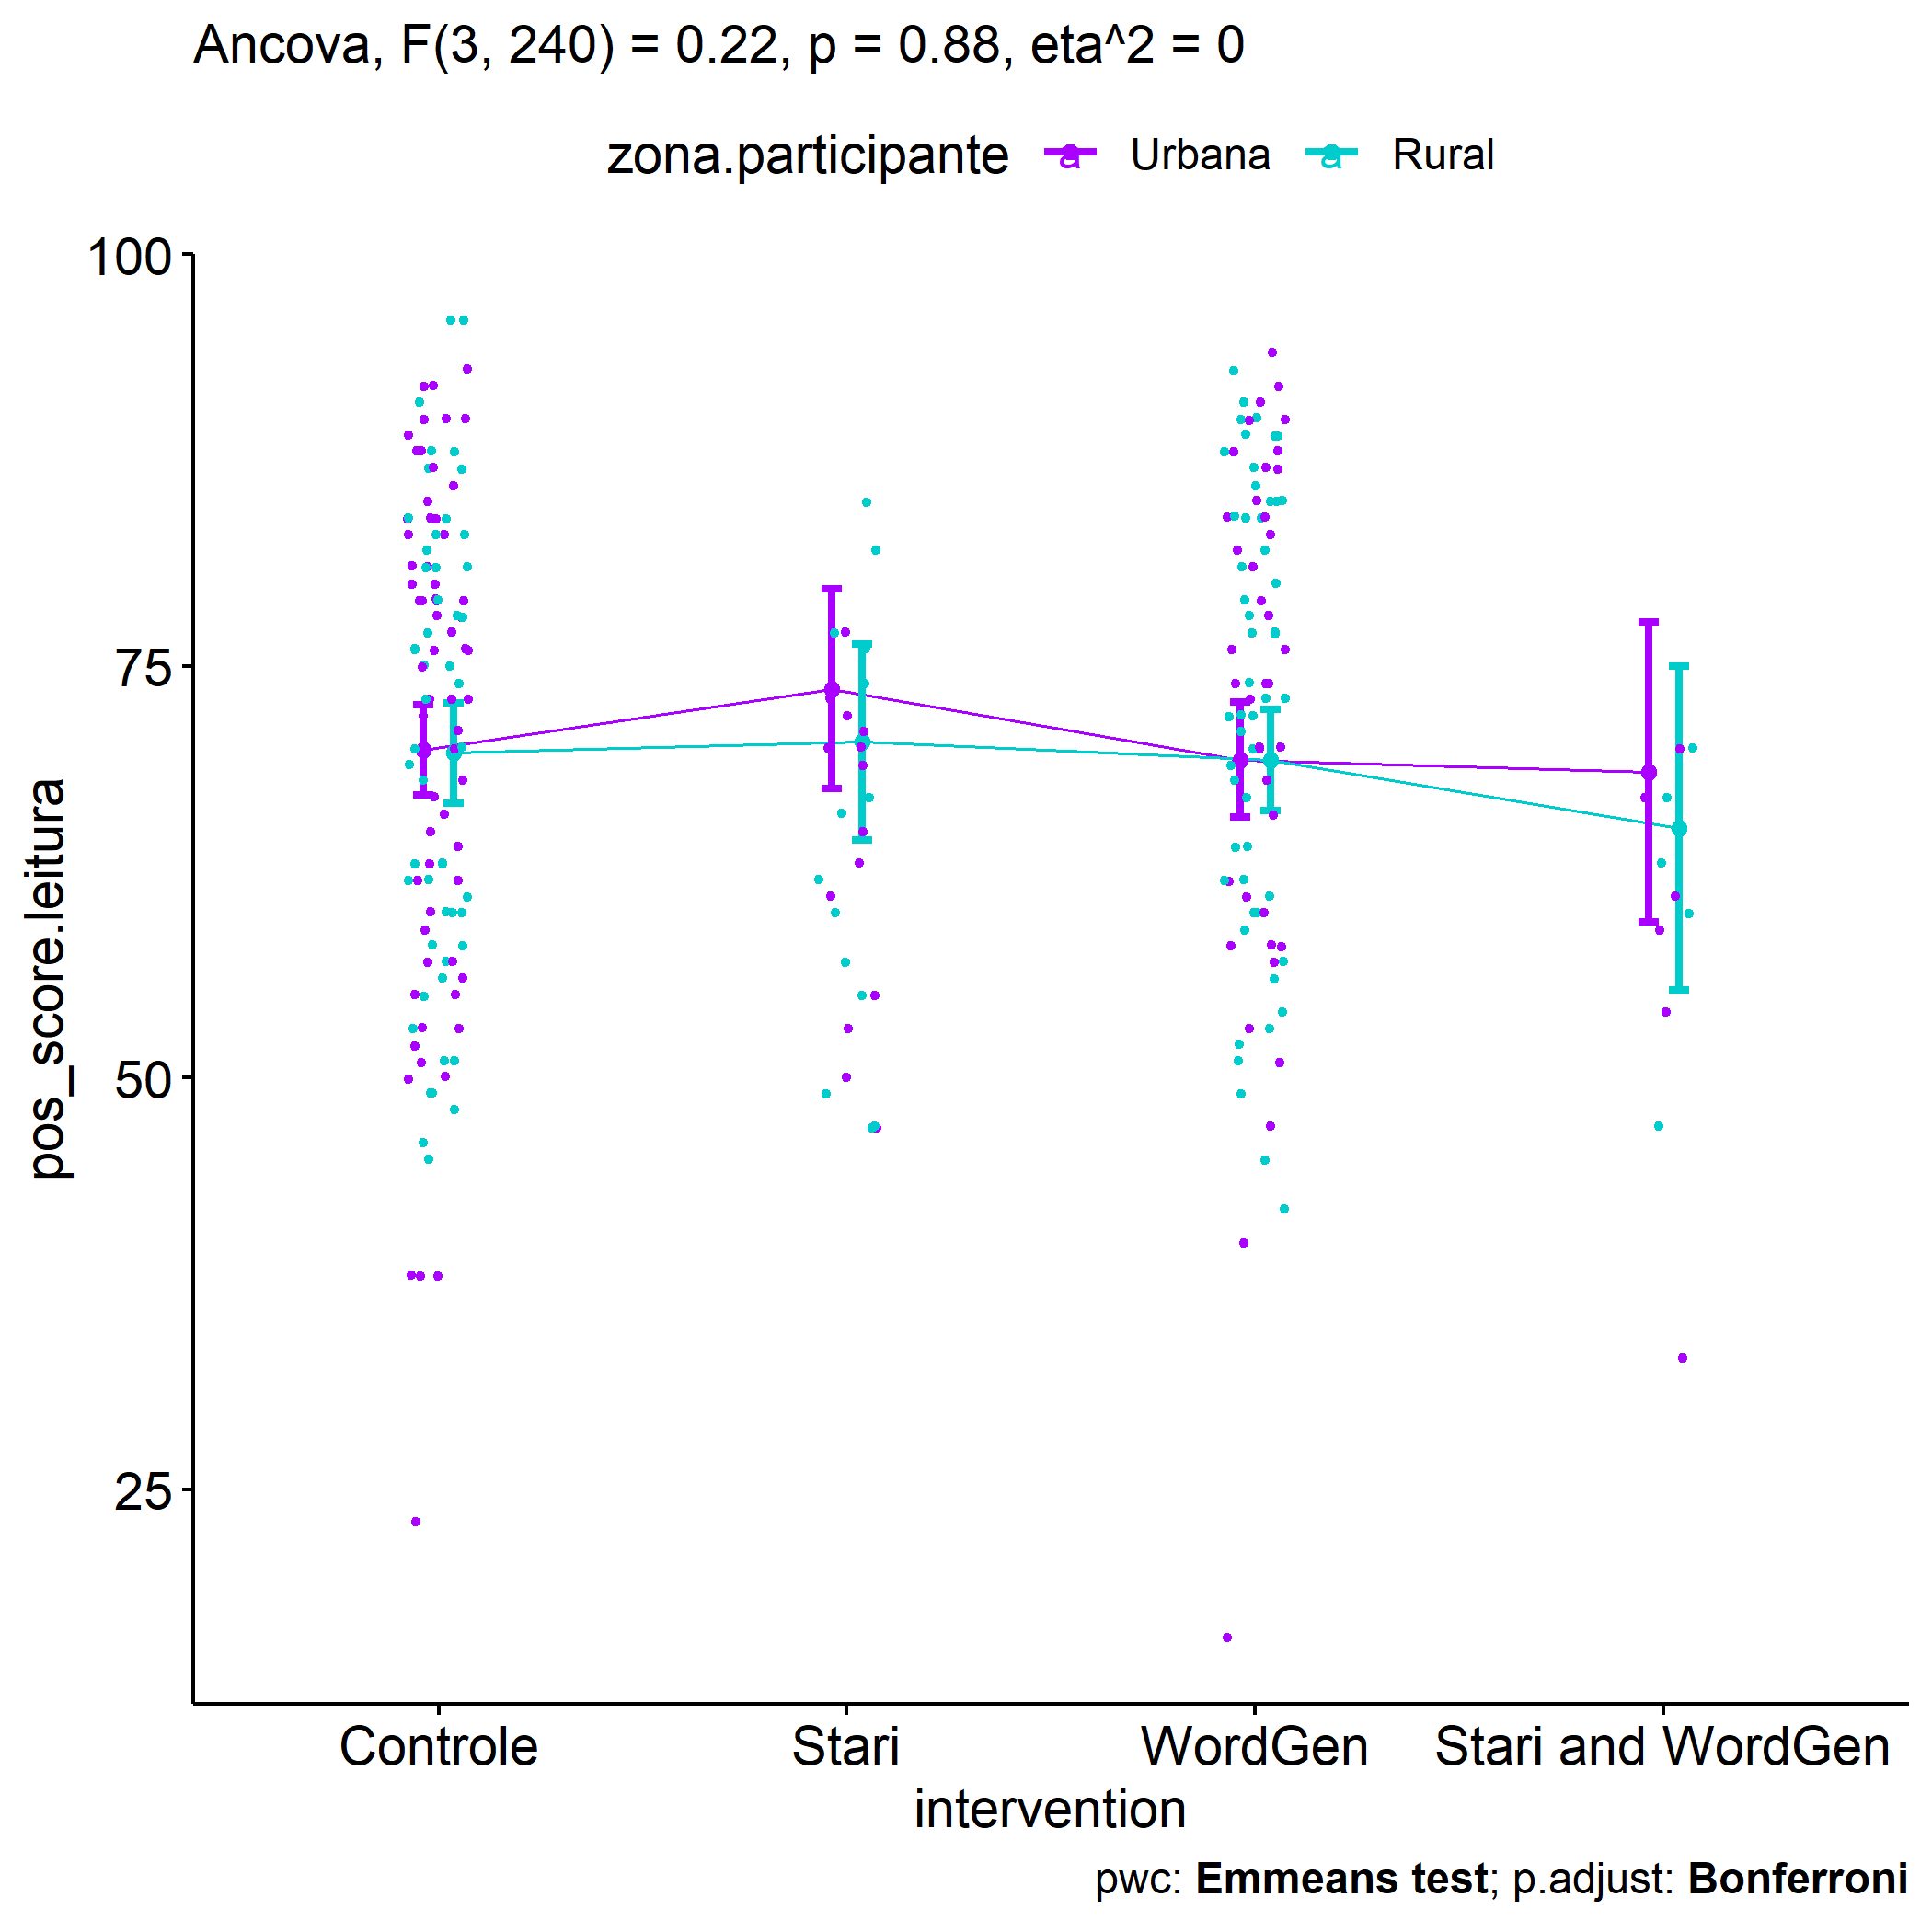 Ancova, F(3, 240) = 0.22, p = 0.88, eta^2 = 0
zona.participante a Urbana a Rural
100
75
50
25
pos_score.leitura
Controle Stari WordGen Stari and WordGen
intervention
pwc: Emmeans test; p.adjust: Bonferroni